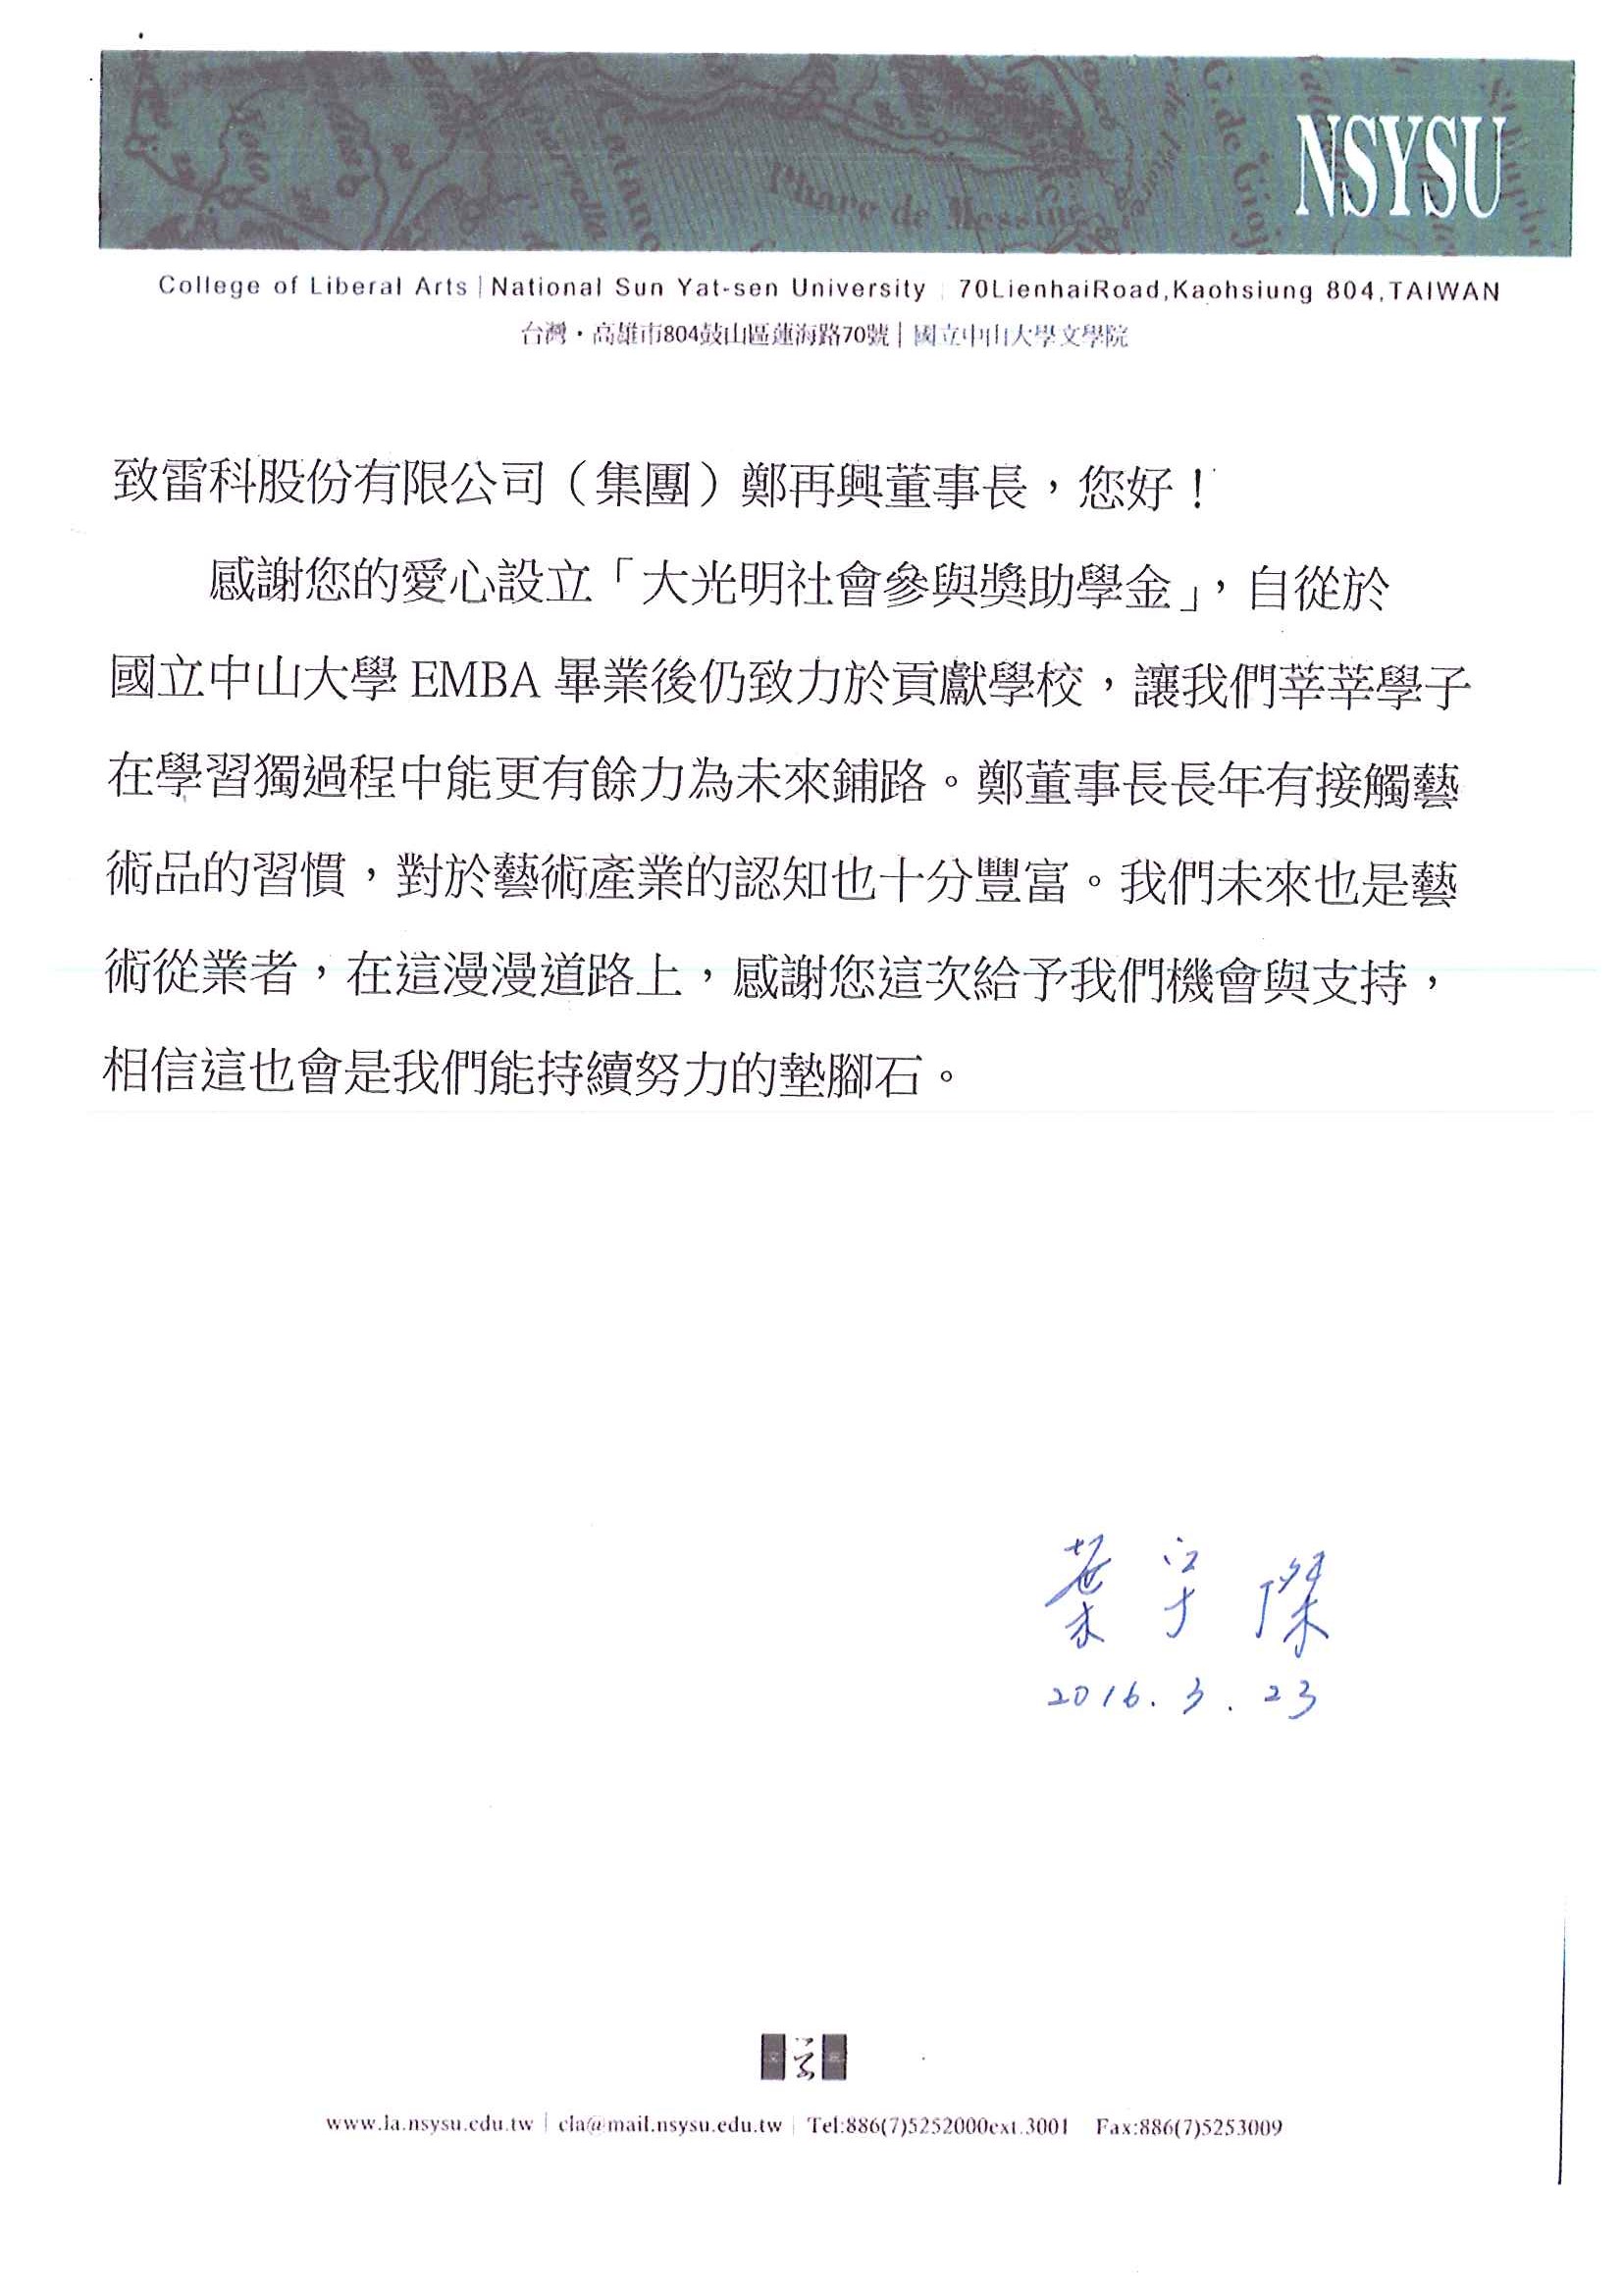 NSYSU
Phare de Messine
College of Liberal Arts | National Sun Yat-sen University | 70LienhaiRoad,Kaohsiung 804,TAIWAN
台灣・高雄市804鼓山區蓮海路70號 | 國立中山大學文學院
致雷科股份有限公司（集團）鄭再興董事長，您好！
感謝您的愛心設立「大光明社會參與獎助學金」，自從於
國立中山大學 EMBA 畢業後仍致力於貢獻學校，讓我們莘莘學子
在學習獨過程中能更有餘力為未來鋪路。鄭董事長長年有接觸藝
術品的習慣，對於藝術產業的認知也十分豐富。我們未來也是藝
術從業者，在這漫漫道路上，感謝您這次給予我們機會與支持，
相信這也會是我們能持續努力的墊腳石。
葉宇傑
2016.3.23
www.la.nsysu.edu.tw | cla@mail.nsysu.edu.tw | Tel:886(7)5252000ext.3001 Fax:886(7)5253009